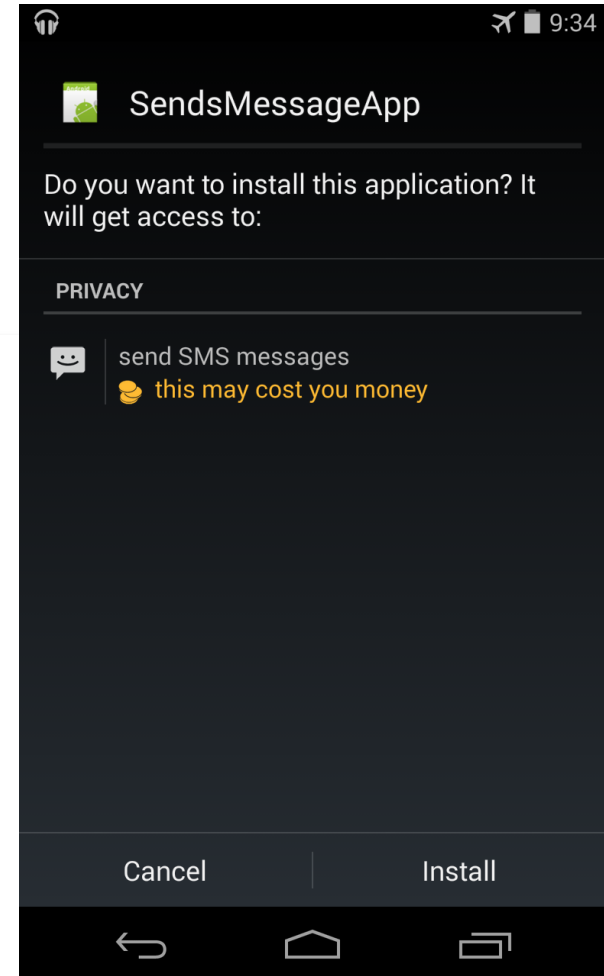 9:34
SendsMessageApp
Do you want to install this application? It
will get access to:
PRIVACY
send SMS messages
this may cost you money
Cancel
Install